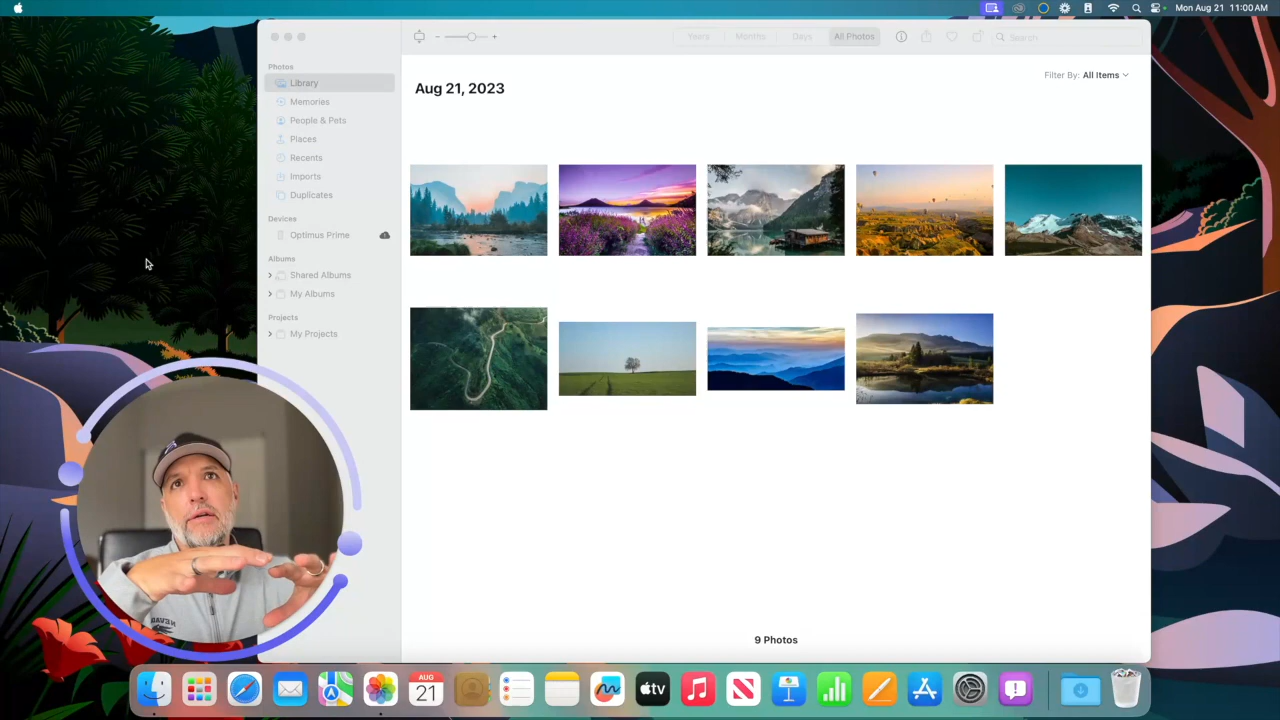 Mon Aug 21 11:00 AM
Years
Months
Days
All Photos
Search
Photos
Library
Memories
People & Pets
Places
Recents
Imports
Duplicates
Devices
Optimus Prime
Albums
Shared Albums
My Albums
Projects
My Projects
Aug 21, 2023
Filter By: All Items
9 Photos
AUG
21
tv